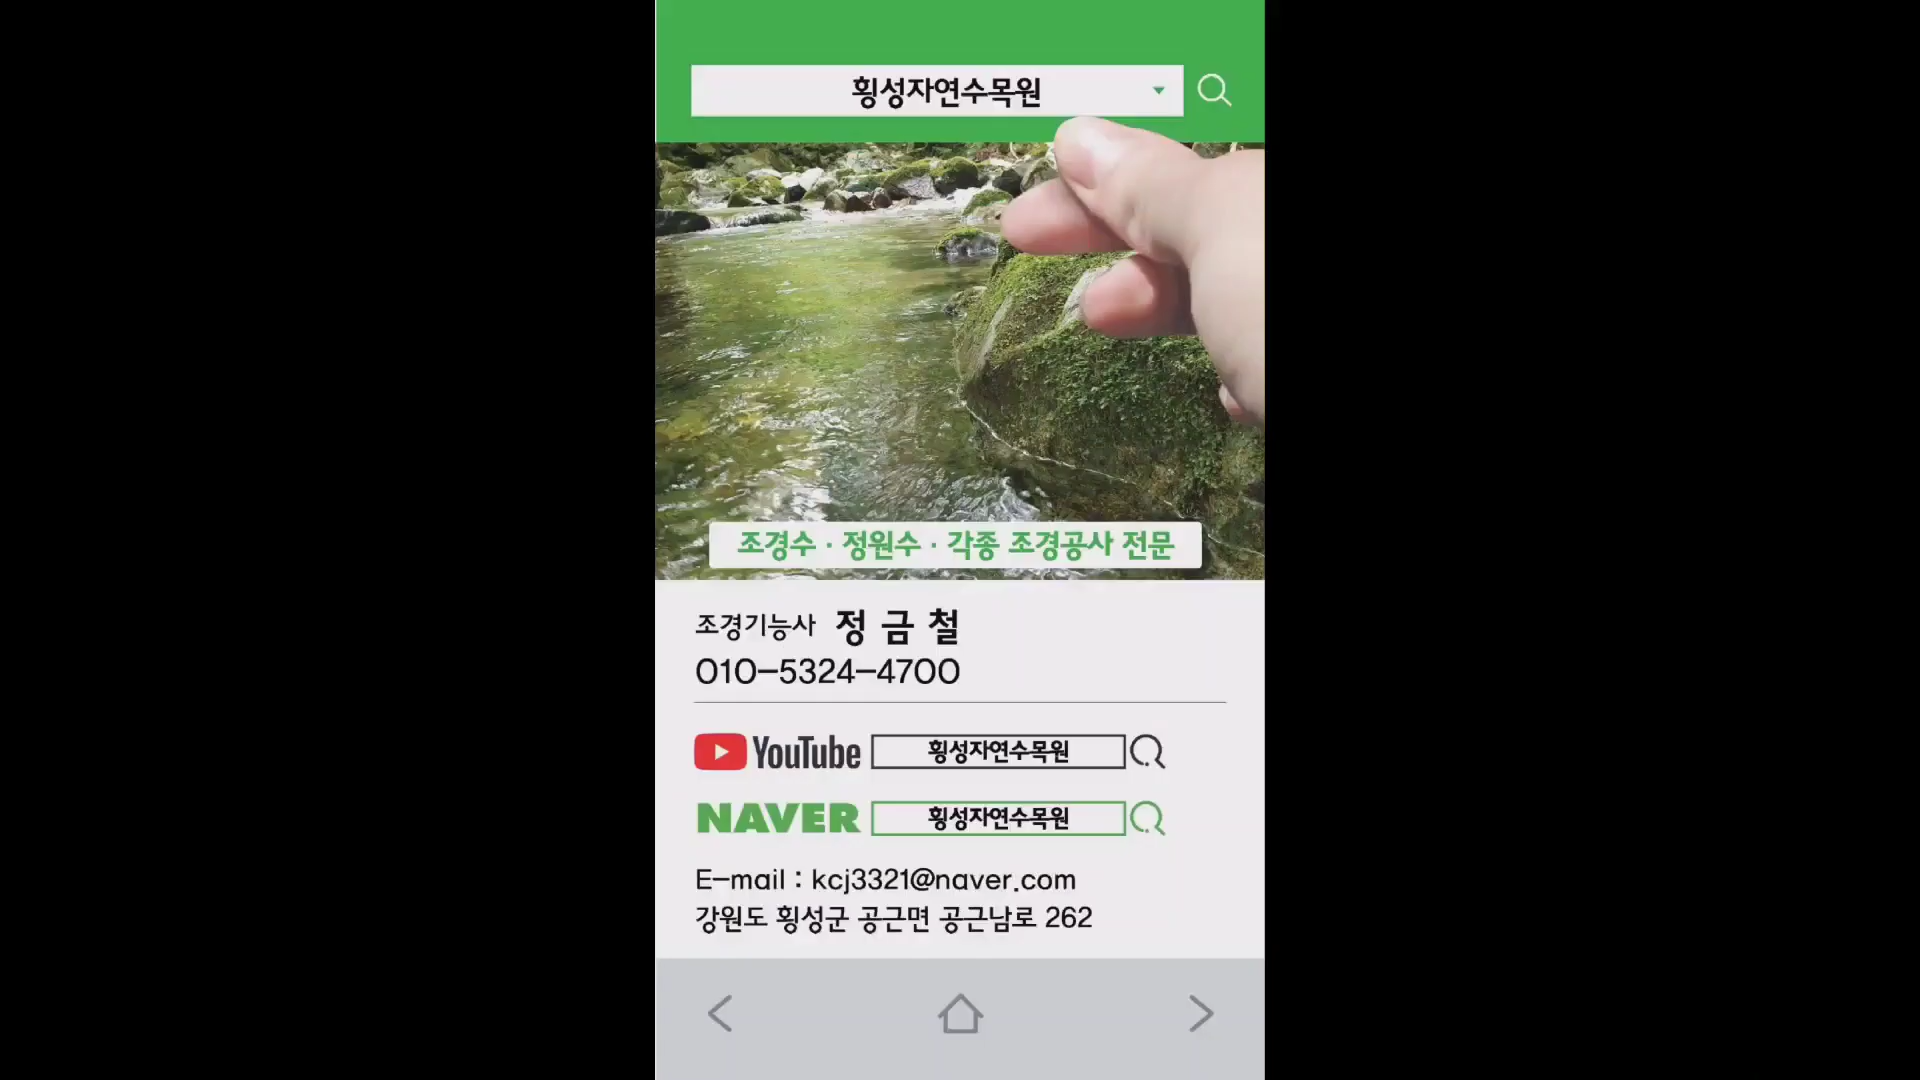 횡성자연수목원
조경수 · 정원수 · 각종 조경공사 전문
조경기능사 정 금 철
010-5324-4700
YouTube 횡성자연수목원
NAVER 횡성자연수목원
E-mail : kcj3321@naver.com
강원도 횡성군 공근면 공근남로 262